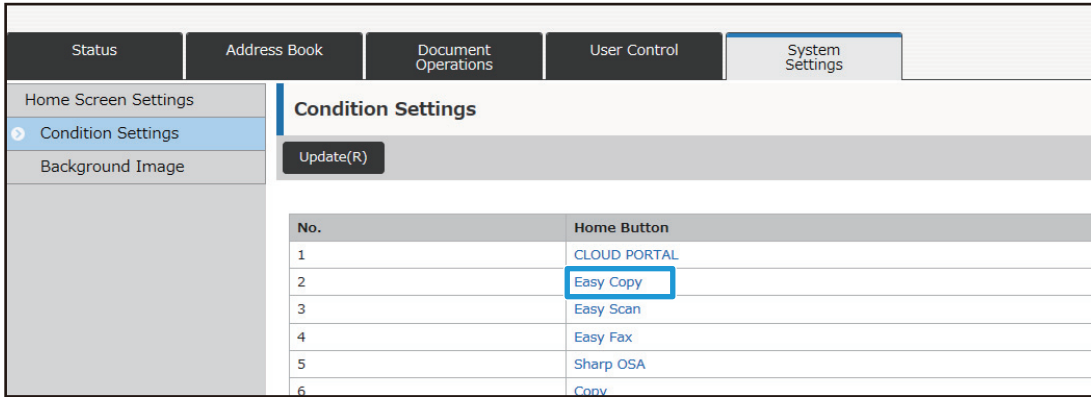 Status
Address Book
Document
Operations
User Control
System
Settings
Home Screen Settings
Condition Settings
Background Image
Condition Settings
Update(R)
No. Home Button
1 CLOUD PORTAL
2 Easy Copy
3 Easy Scan
4 Easy Fax
5 Sharp OSA
6 Copy